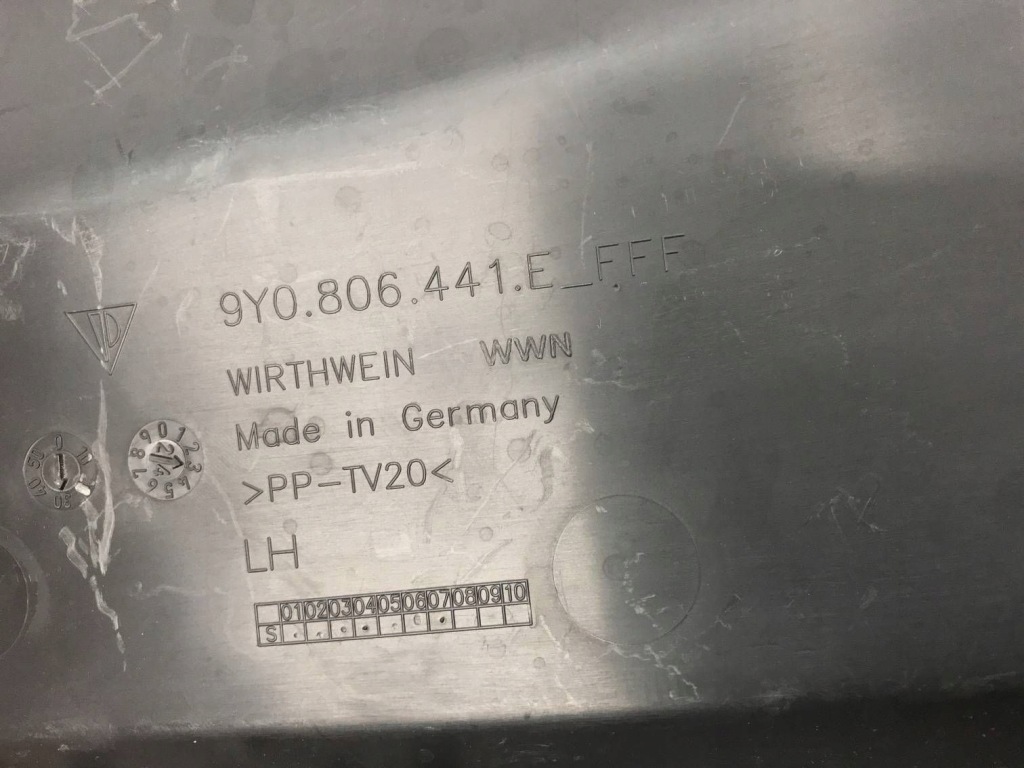 9Y0.806.441.E_FFF
WIRTHWEIN WWN
Made in Germany
>PP-TV20<
LH
01 02 03 04 05 06 07 08 09 10
S